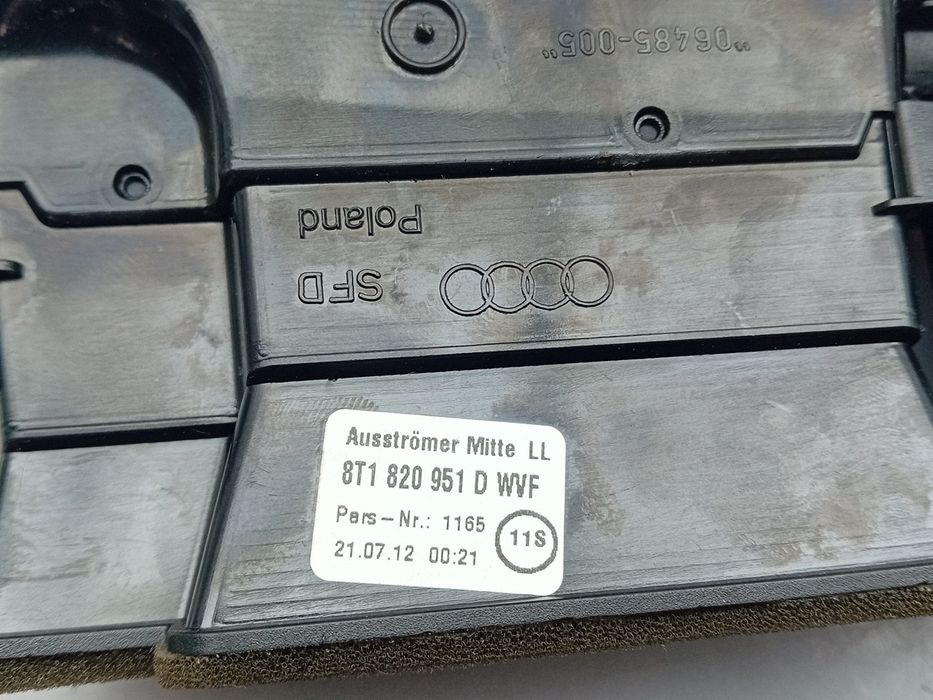 "06485-005"
Poland
SFD
Ausströmer Mitte LL
8T1 820 951 D WVF
Pers-Nr.: 1165
21.07.12 00:21
11S